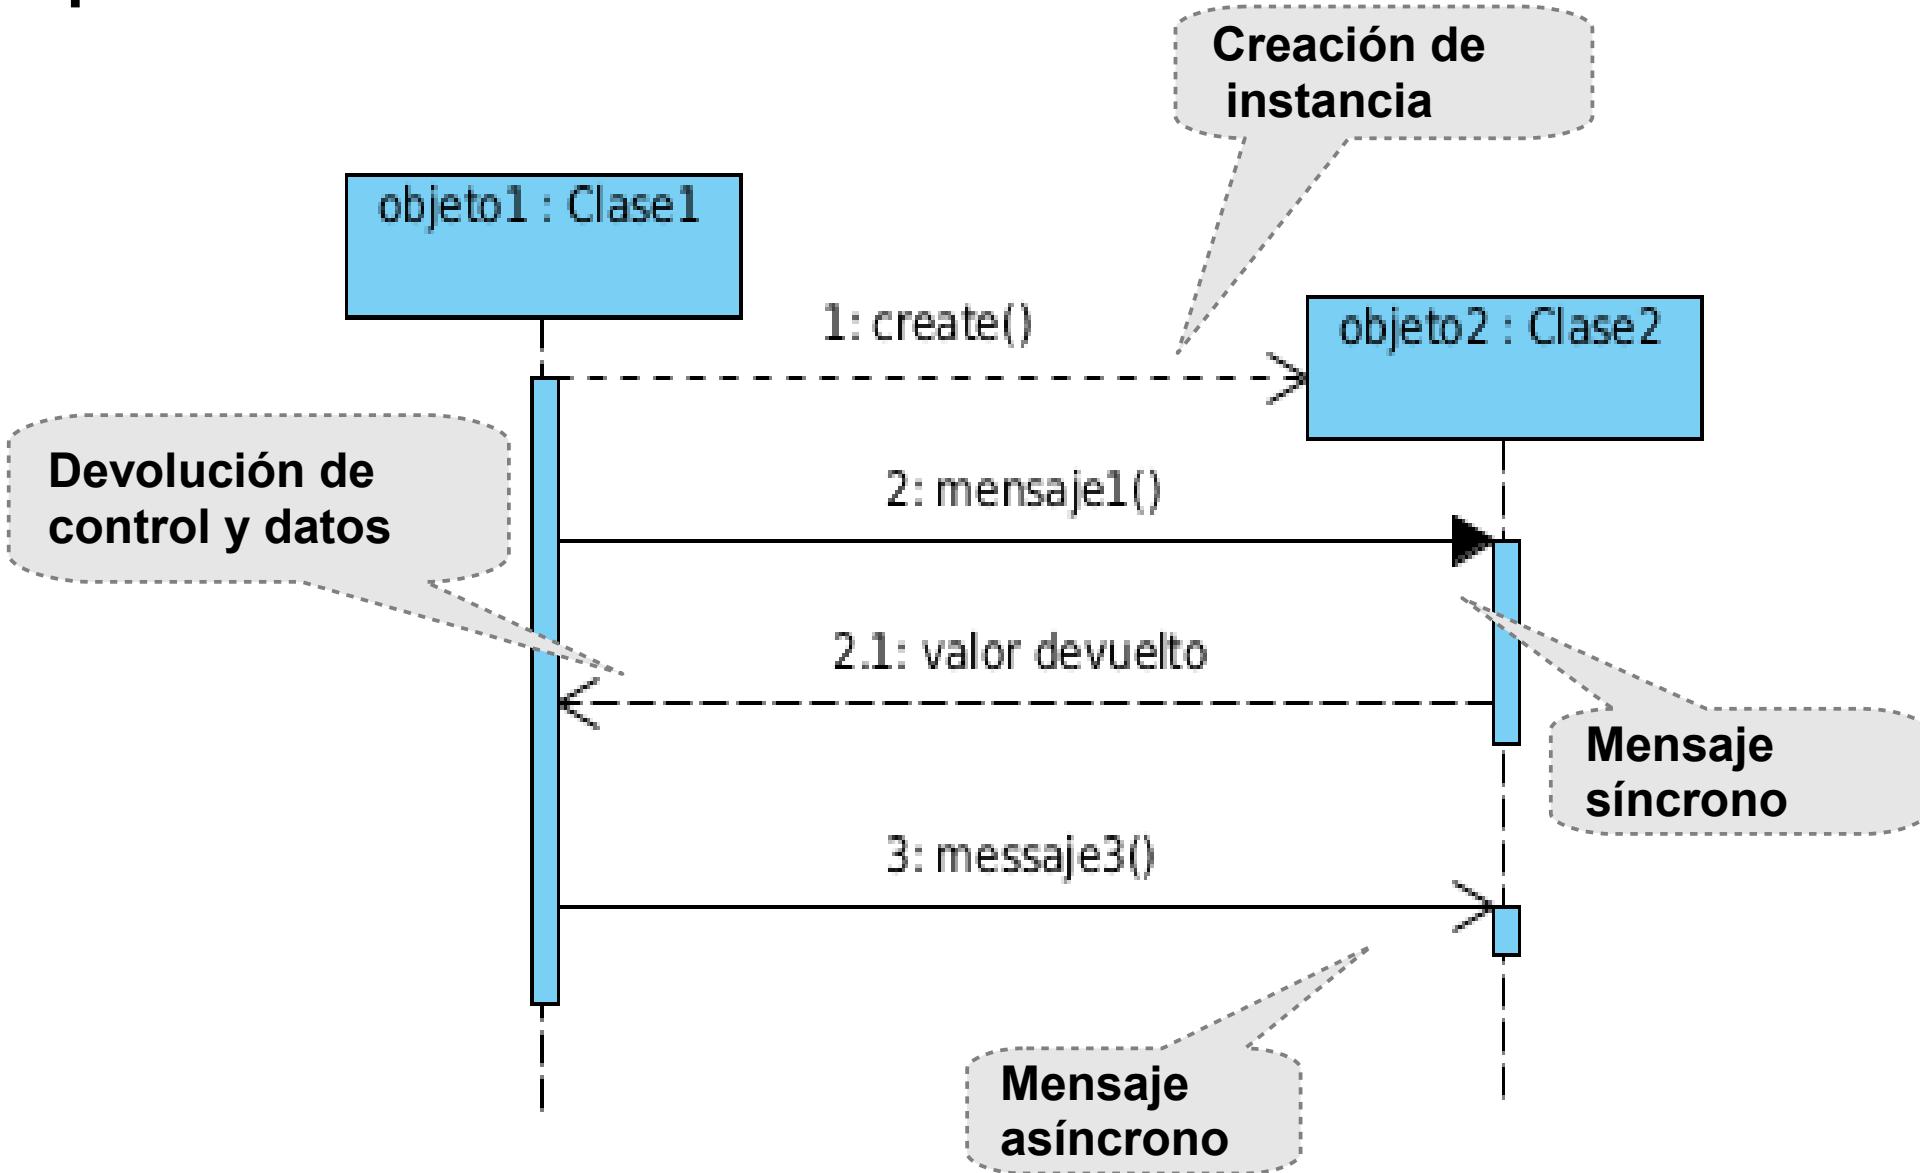 Creación de
instancia
objeto1 : Clase1
1: create()
objeto2 : Clase2
Devolución de
control y datos
2: mensaje1()
2.1: valor devuelto
Mensaje
síncrono
3: messaje3()
Mensaje
asíncrono